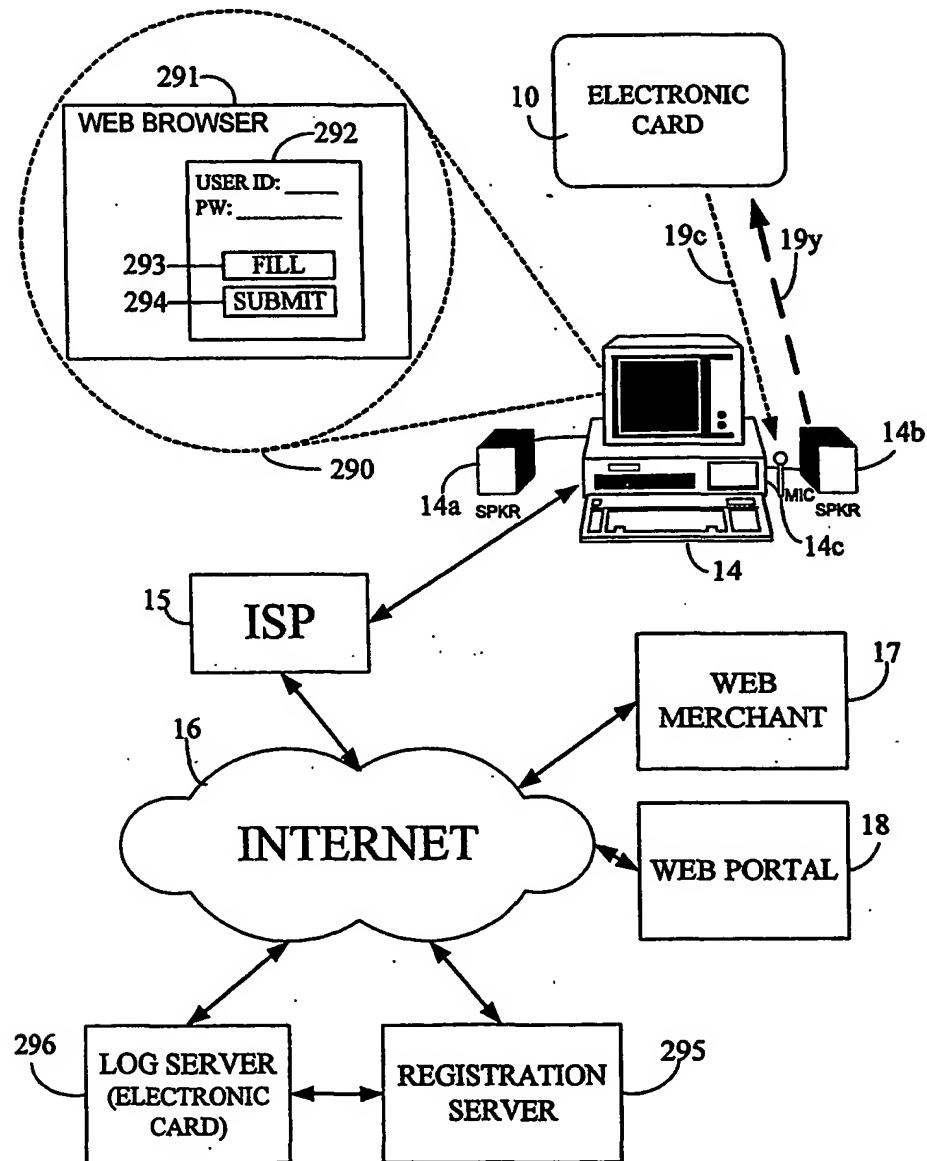 291
WEB BROWSER
292
USER ID: ____
PW: ________
293
FILL
294
SUBMIT
290
10
ELECTRONIC
CARD
19c
19y
14a
SPKR
MIC
14b
SPKR
14c
14
15
ISP
16
INTERNET
17
WEB
MERCHANT
18
WEB PORTAL
296
LOG SERVER
(ELECTRONIC
CARD)
REGISTRATION
SERVER
295